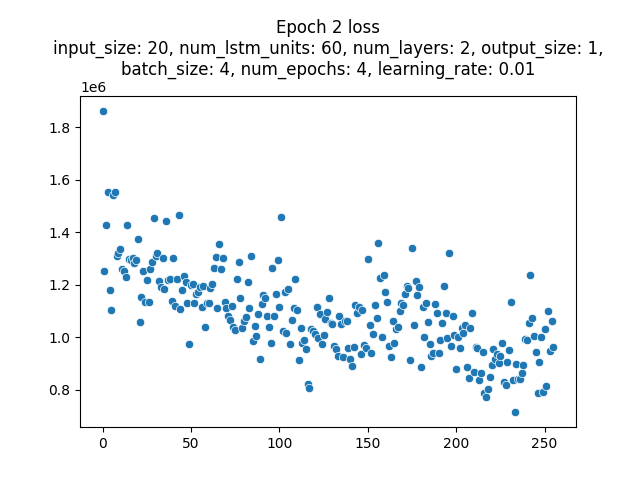 Epoch 2 loss
input_size: 20, num_lstm_units: 60, num_layers: 2, output_size: 1,
batch_size: 4, num_epochs: 4, learning_rate: 0.01
1e6
1.8
1.6
1.4
1.2
1.0
0.8
0 50 100 150 200 250